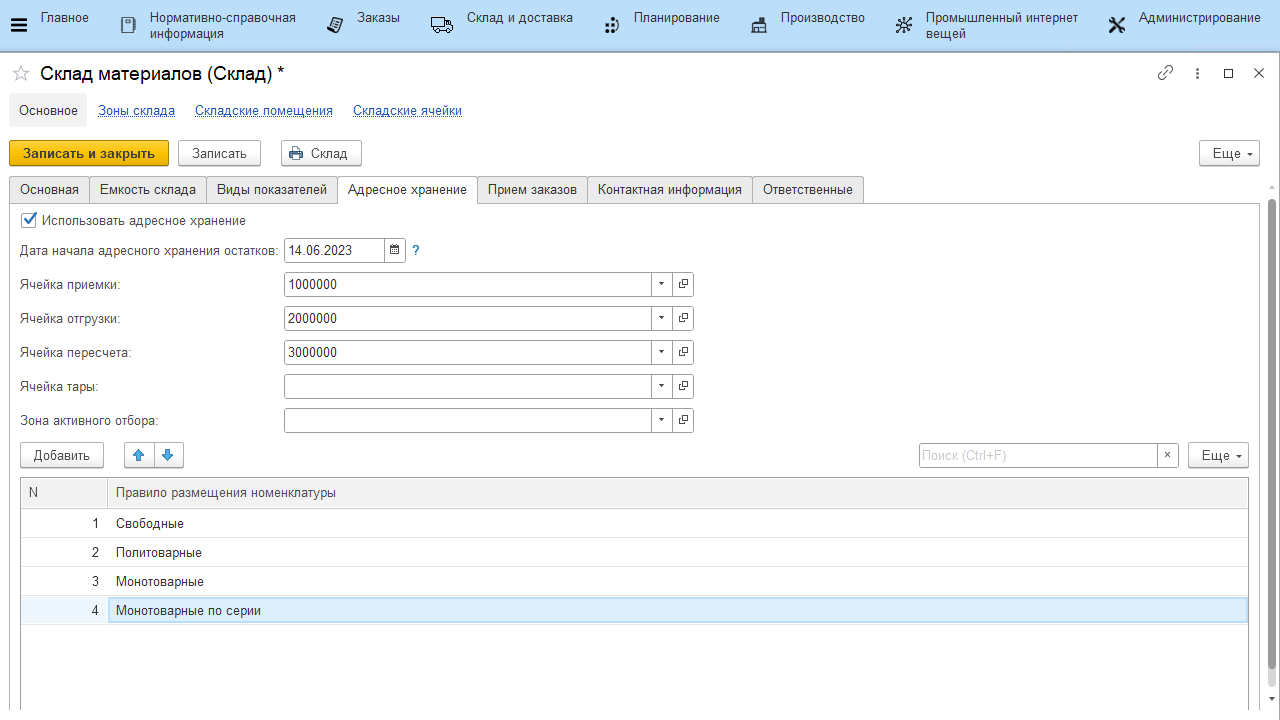 Главное
Нормативно-справочная
информация
Заказы
Склад и доставка
Планирование
Производство
Промышленный интернет
вещей
Администрирование
Склад материалов (Склад) *
Основное Зоны склада Складские помещения Складские ячейки
Записать и закрыть Записать Склад Еще
Основная Емкость склада Виды показателей Адресное хранение Прием заказов Контактная информация Ответственные
Использовать адресное хранение
Дата начала адресного хранения остатков: 14.06.2023 ?
Ячейка приемки: 1000000
Ячейка отгрузки: 2000000
Ячейка пересчета: 3000000
Ячейка тары:
Зона активного отбора:
Добавить Поиск (Ctrl+F) × Еще
N Правило размещения номенклатуры
1 Свободные
2 Политоварные
3 Монотоварные
4 Монотоварные по серии